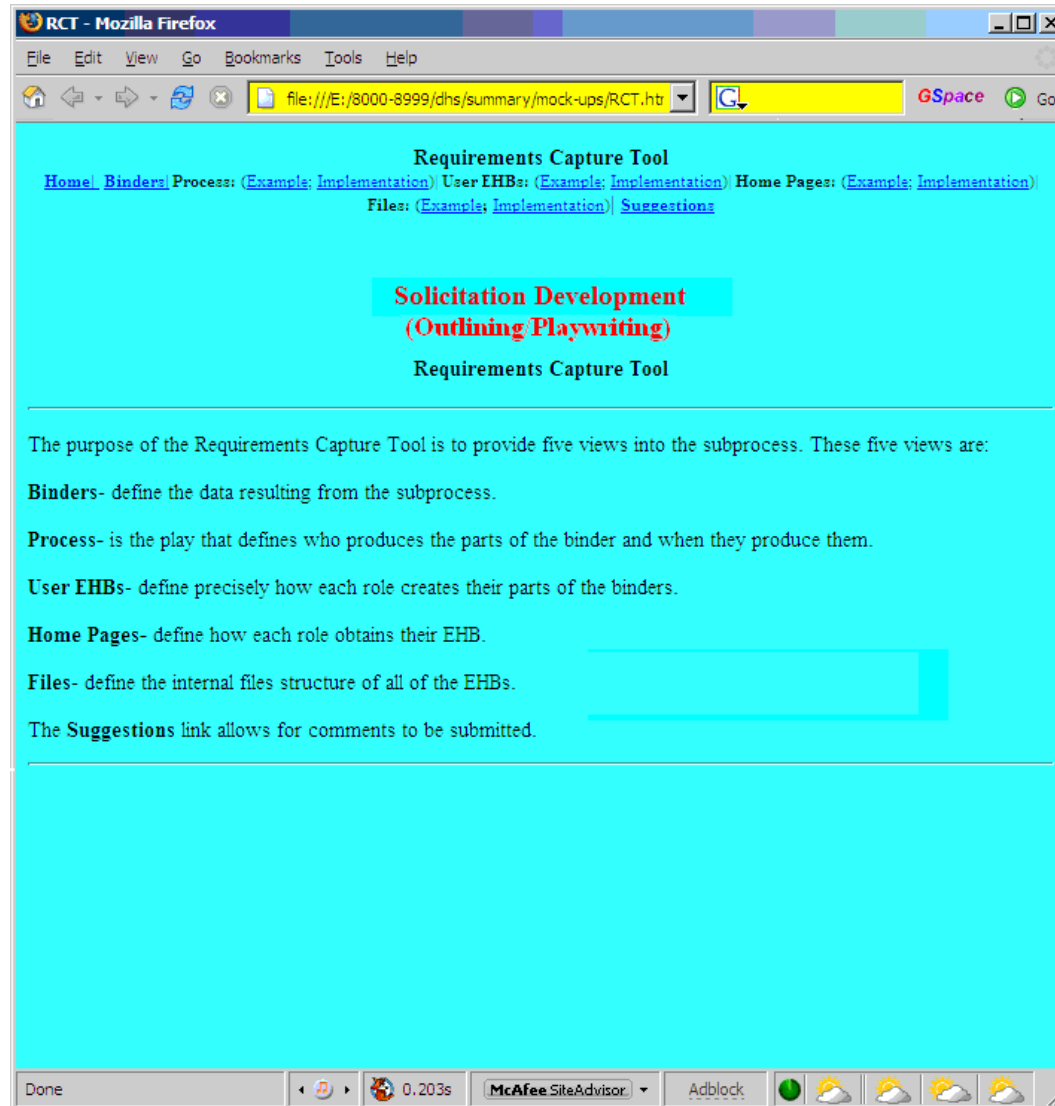 RCT - Mozilla Firefox
File Edit View Go Bookmarks Tools Help
file:///E:/8000-8999/dhs/summary/mock-ups/RCT.htr G GSpace Go
Requirements Capture Tool
Home| Binders| Process: (Example; Implementation)| User EHBs: (Example; Implementation)| Home Pages: (Example; Implementation)|
Files: (Example; Implementation)| Suggestions
Solicitation Development
(Outlining/Playwriting)
Requirements Capture Tool
The purpose of the Requirements Capture Tool is to provide five views into the subprocess. These five views are:
Binders- define the data resulting from the subprocess.
Process- is the play that defines who produces the parts of the binder and when they produce them.
User EHBs- define precisely how each role creates their parts of the binders.
Home Pages- define how each role obtains their EHB.
Files- define the internal files structure of all of the EHBs.
The Suggestions link allows for comments to be submitted.
Done 0.203s McAfee SiteAdvisor Adblock